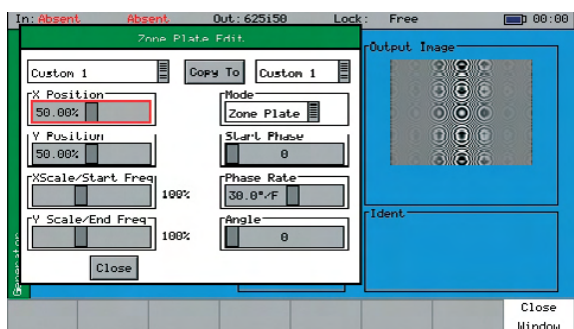 In: Absent Absent Out: 625i50 Lock: Free 00:00
Zone Plate Edit
Output Image
Custom 1 Copy To Custom 1
X Position Mode
50.00% Zone Plate
Y Position Start Phase
50.00% 0
XScale/Start Freq Phase Rate
100% 30.0°/F
Y Scale/End Freq Angle
100% 0
Ident
Close
Generator
Close
Window